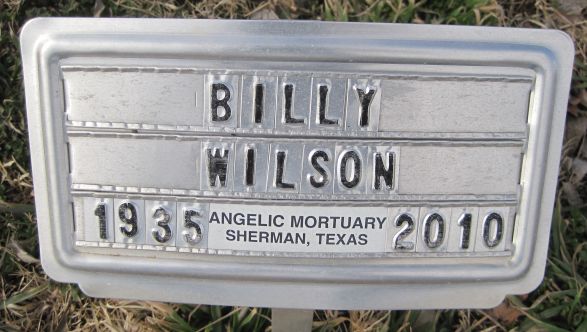 BILLY
WILSON
1935 ANGELIC MORTUARY 2010
SHERMAN, TEXAS